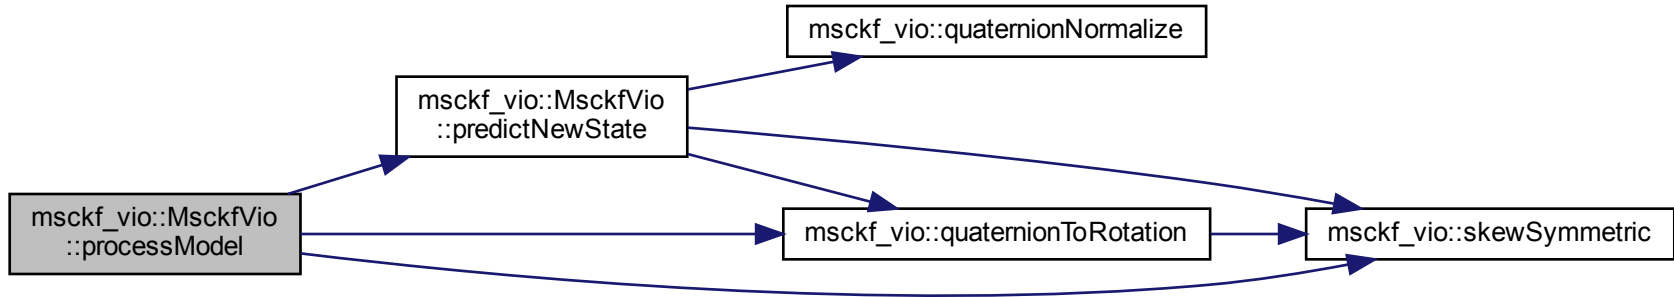 msckf_vio::quaternionNormalize
msckf_vio::MsckfVio
::predictNewState
msckf_vio::MsckfVio
::processModel
msckf_vio::quaternionToRotation
msckf_vio::skewSymmetric